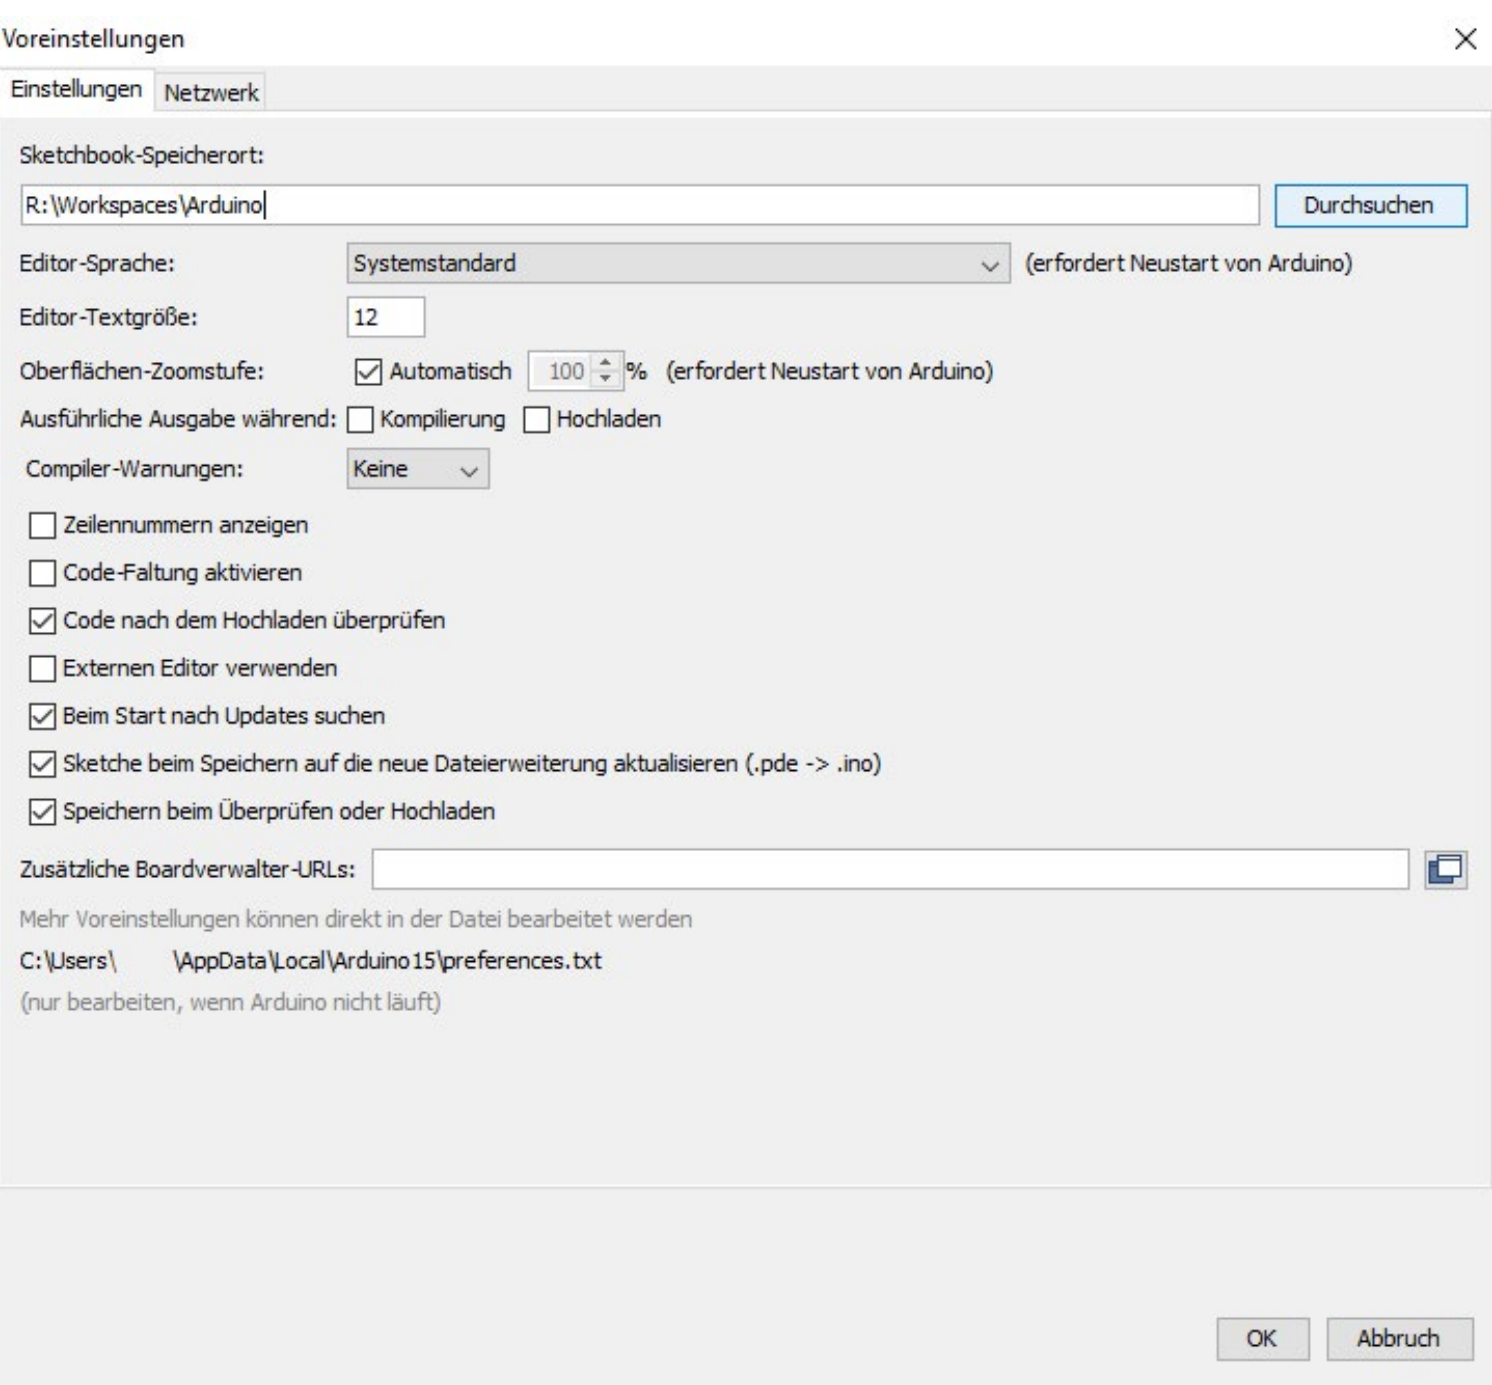 Voreinstellungen
Einstellungen Netzwerk
Sketchbook-Speicherort:
R:\Workspaces\Arduino Durchsuchen
Editor-Sprache: Systemstandard (erfordert Neustart von Arduino)
Editor-Textgröße: 12
Oberflächen-Zoomstufe: Automatisch 100 % (erfordert Neustart von Arduino)
Ausführliche Ausgabe während: Kompilierung Hochladen
Compiler-Warnungen: Keine
Zeilennummern anzeigen
Code-Faltung aktivieren
Code nach dem Hochladen überprüfen
Externen Editor verwenden
Beim Start nach Updates suchen
Sketche beim Speichern auf die neue Dateierweiterung aktualisieren (.pde -> .ino)
Speichern beim Überprüfen oder Hochladen
Zusätzliche Boardverwalter-URLs:
Mehr Voreinstellungen können direkt in der Datei bearbeitet werden
C:\Users\ \AppData\Local\Arduino15\preferences.txt
(nur bearbeiten, wenn Arduino nicht läuft)
OK Abbruch